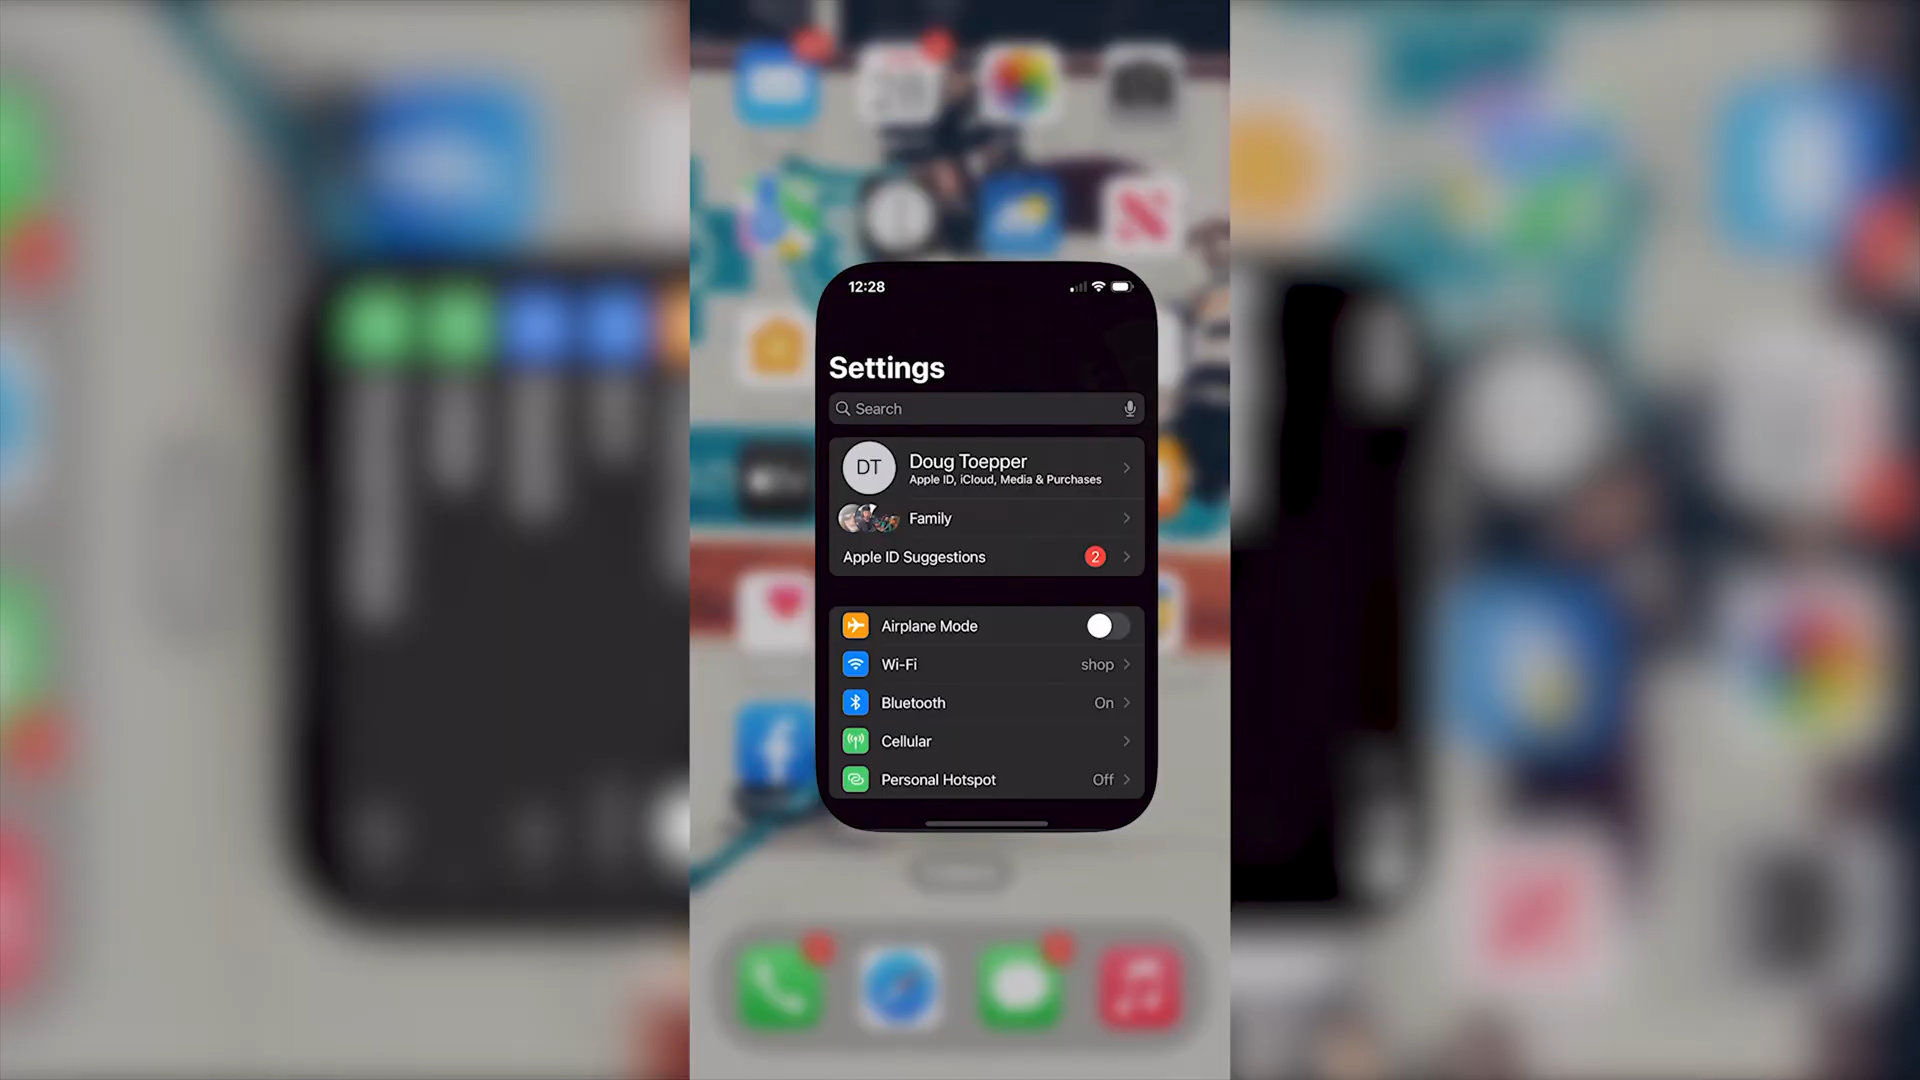 12:28
Settings
Search
DT
Doug Toepper
Apple ID, iCloud, Media & Purchases
Family
Apple ID Suggestions 2
Airplane Mode
Wi-Fi shop
Bluetooth On
Cellular
Personal Hotspot Off